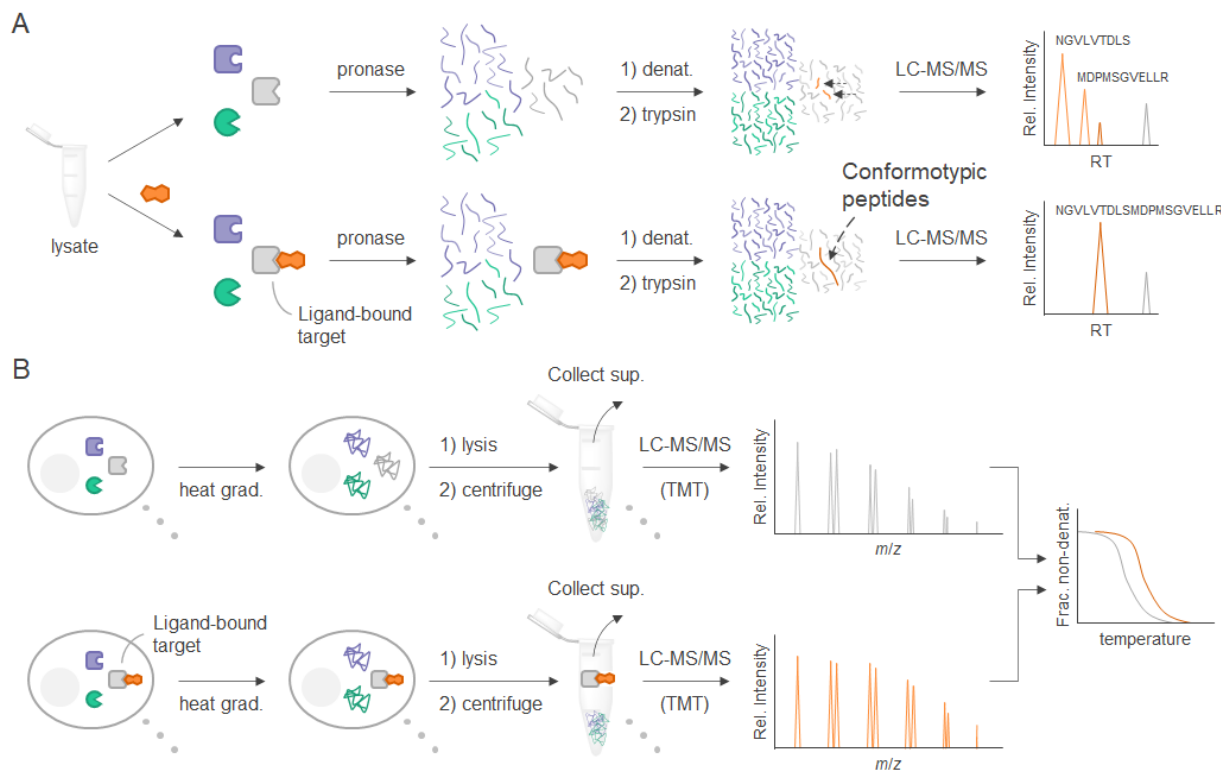 A
lysate
pronase
1) denat.
2) trypsin
LC-MS/MS
Rel. Intensity
NGVLVTDLS
MDPMSGVELLR
RT
Ligand-bound
target
pronase
1) denat.
2) trypsin
Conformotypic
peptides
LC-MS/MS
Rel. Intensity
NGVLVTDLSMDPMSGVELLR
RT
B
heat grad.
1) lysis
2) centrifuge
Collect sup.
LC-MS/MS
(TMT)
Rel. Intensity
m/z
Ligand-bound
target
heat grad.
1) lysis
2) centrifuge
Collect sup.
LC-MS/MS
(TMT)
Rel. Intensity
m/z
Frac. non-denat.
temperature